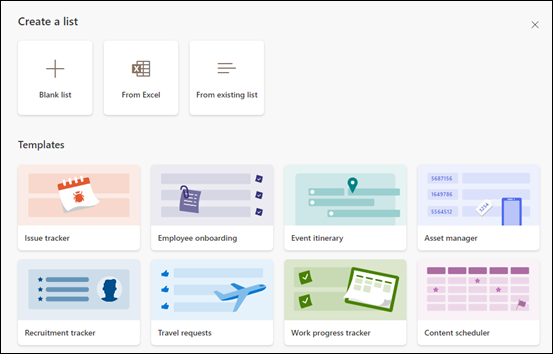 Create a list
Blank list
From Excel
From existing list
Templates
Issue tracker
Employee onboarding
Event itinerary
5687156
1649786
5564512
1234
Asset manager
Recruitment tracker
Travel requests
Work progress tracker
Content scheduler